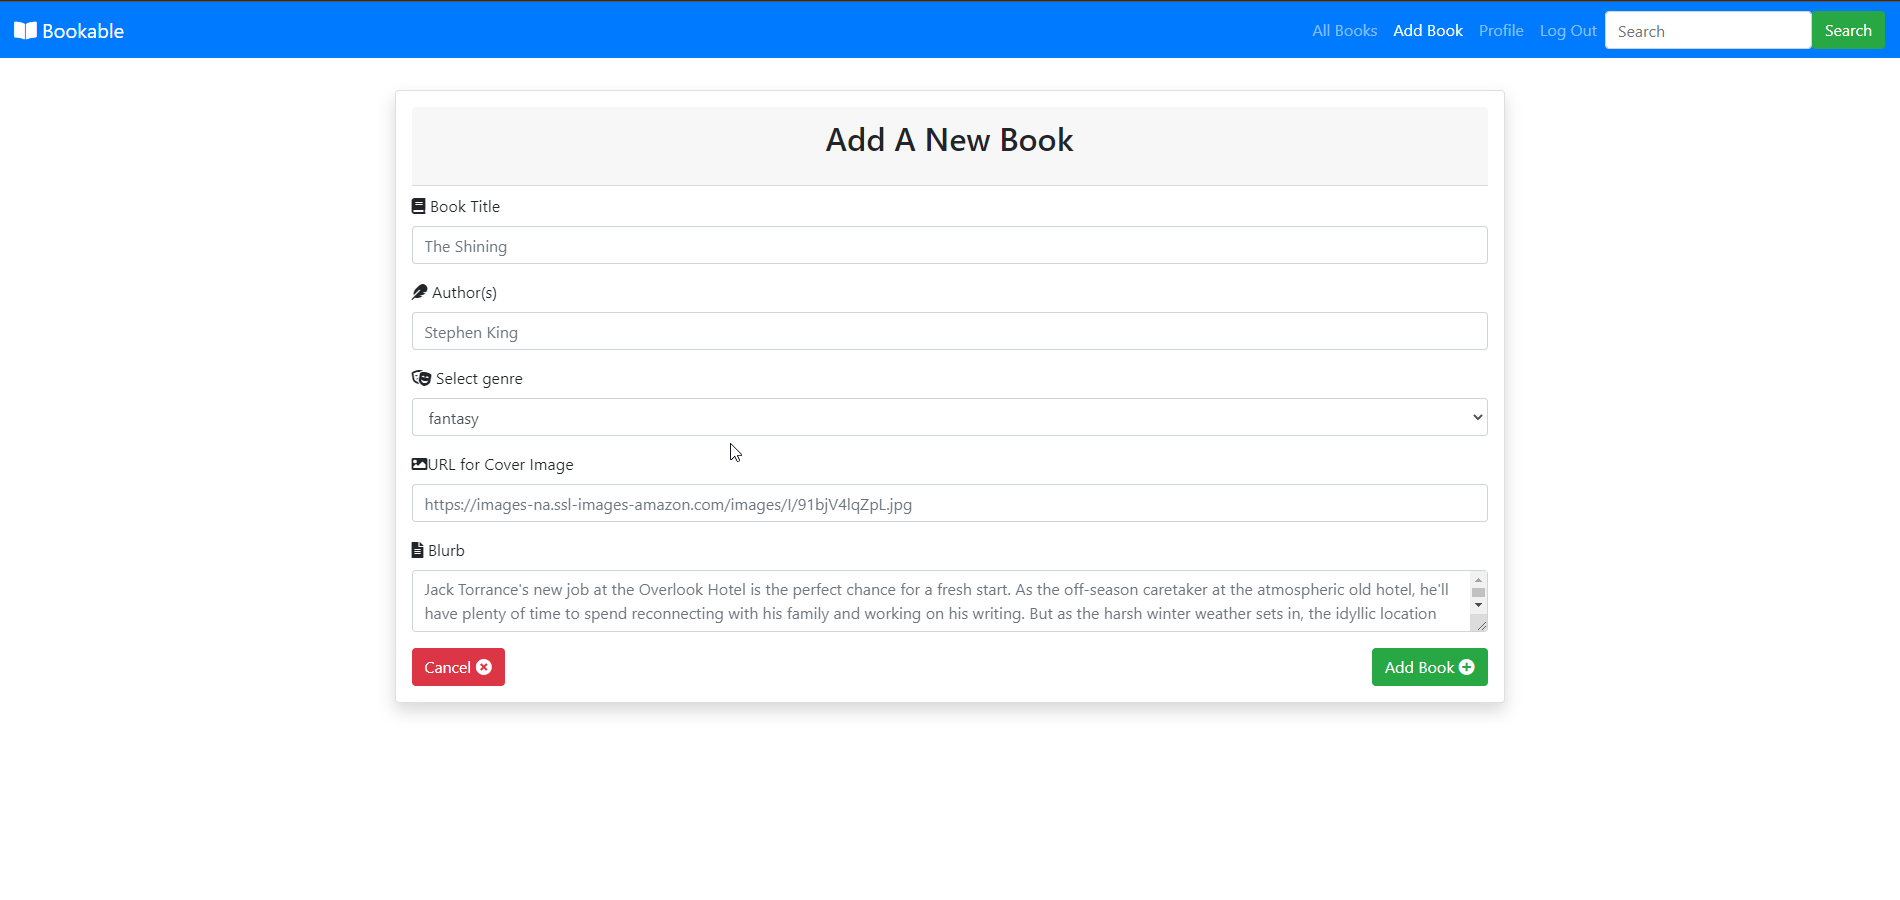 Bookable
All Books Add Book Profile Log Out Search Search
Add A New Book
Book Title
The Shining
Author(s)
Stephen King
Select genre
fantasy
URL for Cover Image
https://images-na.ssl-images-amazon.com/images/I/91bjV4lqZpL.jpg
Blurb
Jack Torrance's new job at the Overlook Hotel is the perfect chance for a fresh start. As the off-season caretaker at the atmospheric old hotel, he'll
have plenty of time to spend reconnecting with his family and working on his writing. But as the harsh winter weather sets in, the idyllic location
Cancel
Add Book